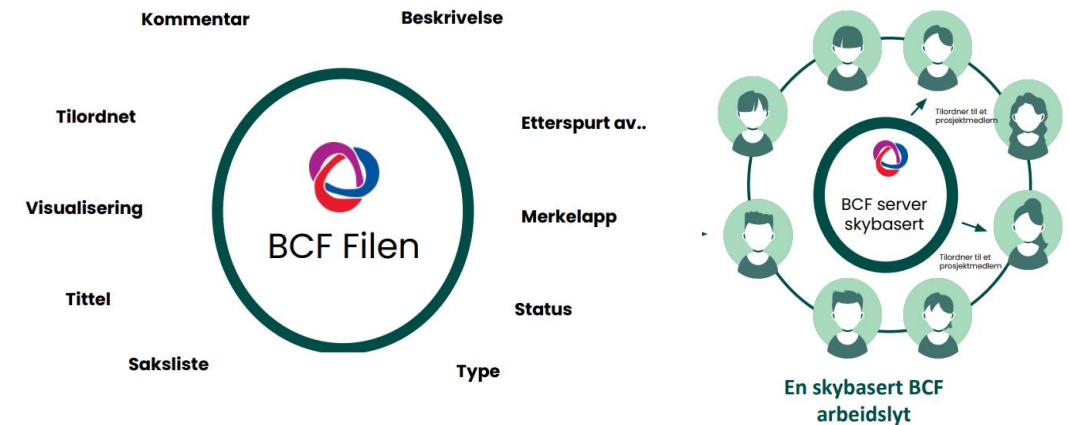 Kommentar
Beskrivelse
Tilordnet
Etterspurt av..
Visualisering
BCF Filen
Merkelapp
Tittel
Status
Saksliste
Type
Tilordner til et
prosjektmedlem
BCF server
skybasert
Tilordner til et
prosjektmedlem
En skybasert BCF
arbeidslyt